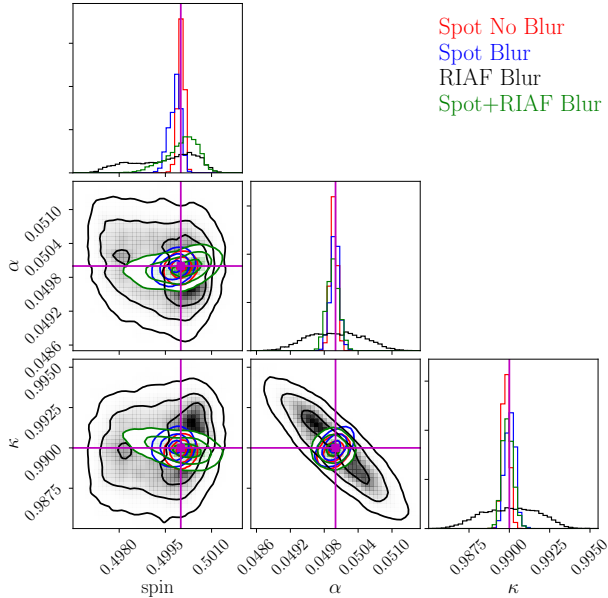 Spot No Blur
Spot Blur
RIAF Blur
Spot+RIAF Blur
0.0510
0.0504
0.0498
0.0492
0.0486
α
0.9950
0.9925
0.9900
0.9875
κ
0.4980 0.4995 0.5010
spin
0.0486 0.0492 0.0498 0.0504 0.0510
α
0.9875 0.9900 0.9925 0.9950
κ